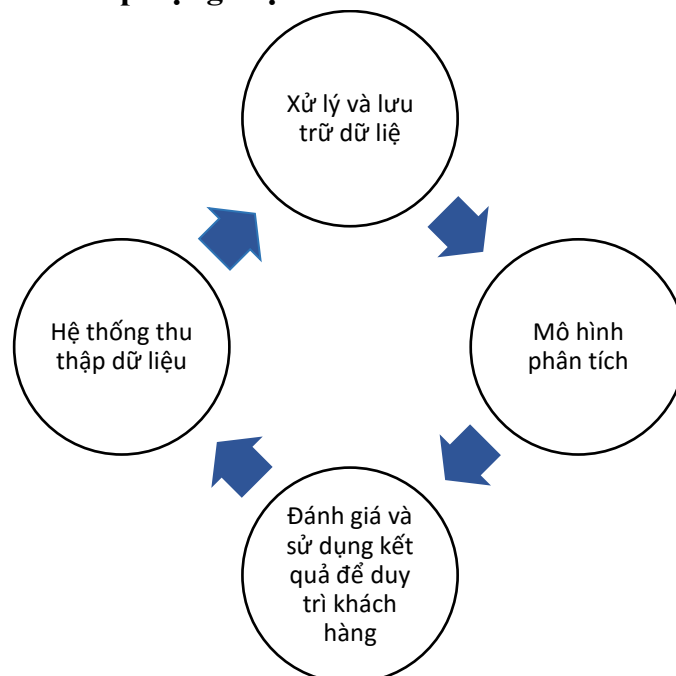 Xử lý và lưu
trữ dữ liệ
Hệ thống thu
thập dữ liệu
Mô hình
phân tích
Đánh giá và
sử dụng kết
quả để duy
trì khách
hàng